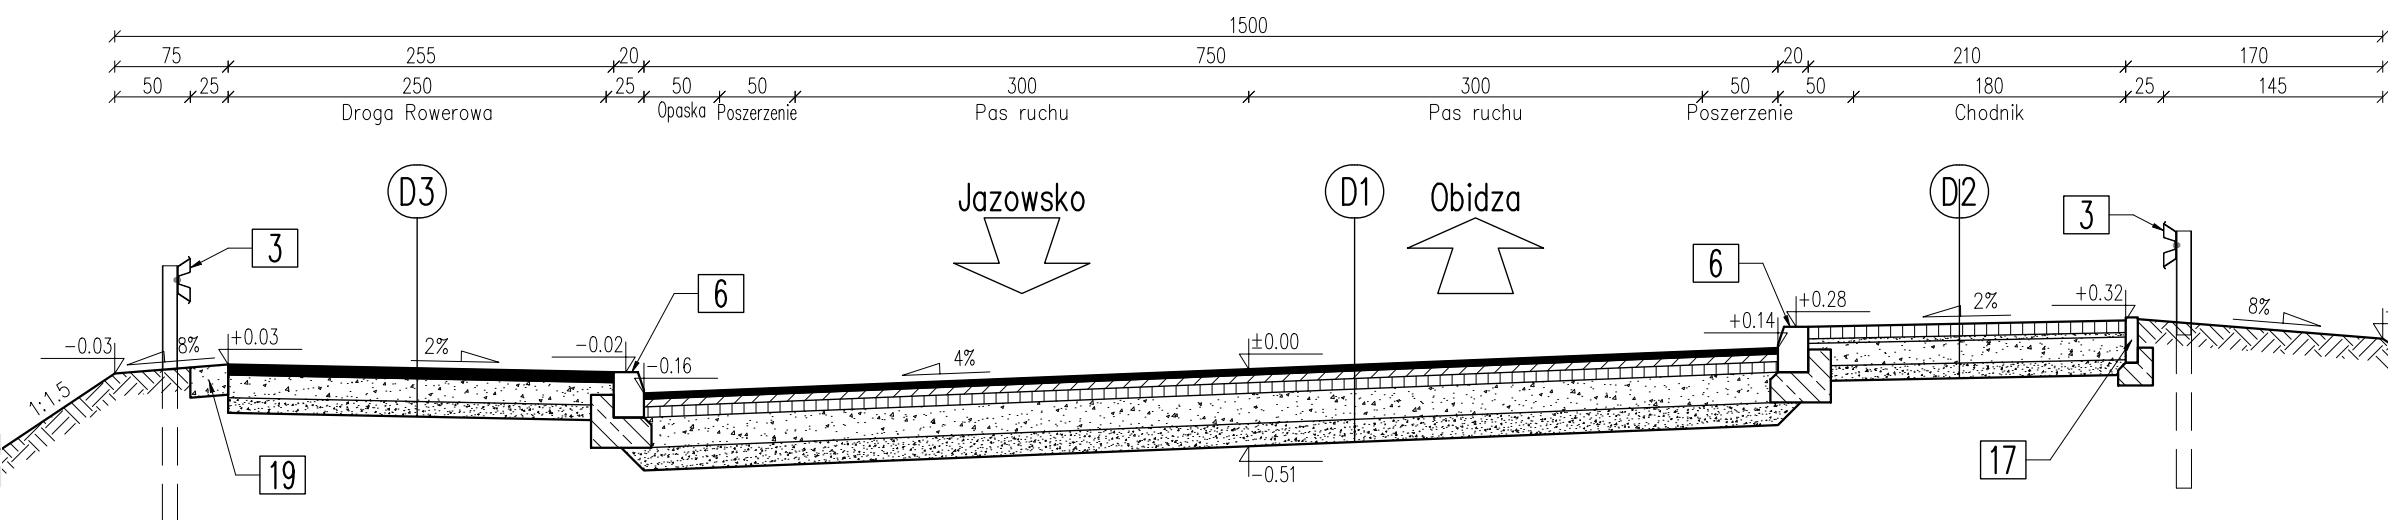 1500
75 255 20 750 20 210 170
50 25 250 25 50 50 300 300 50 50 180 25 145
Droga Rowerowa Opaska Poszerzenie Pas ruchu Pas ruchu Poszerzenie Chodnik
D3 Jazowsko D1 Obidza D2
3 3
6 6
-0.03 8% +0.03 2% -0.02 -0.16 4% ±0.00 +0.14 +0.28 2% +0.32 8%
1:1.5
19 -0.51 17